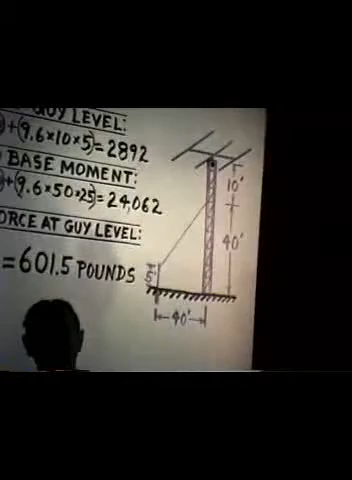 GUY LEVEL:
+(9.6×10×5)=2892
BASE MOMENT:
+(9.6×50×25)=24,062
FORCE AT GUY LEVEL:
=601.5 POUNDS
10'
40'
5'
40'